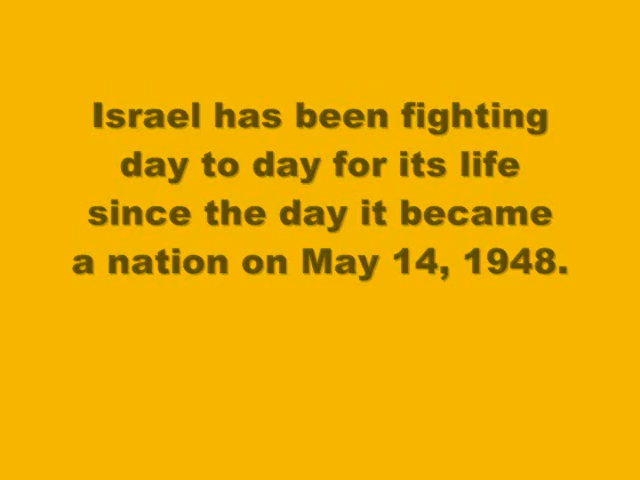 Israel has been fighting
day to day for its life
since the day it became
a nation on May 14, 1948.